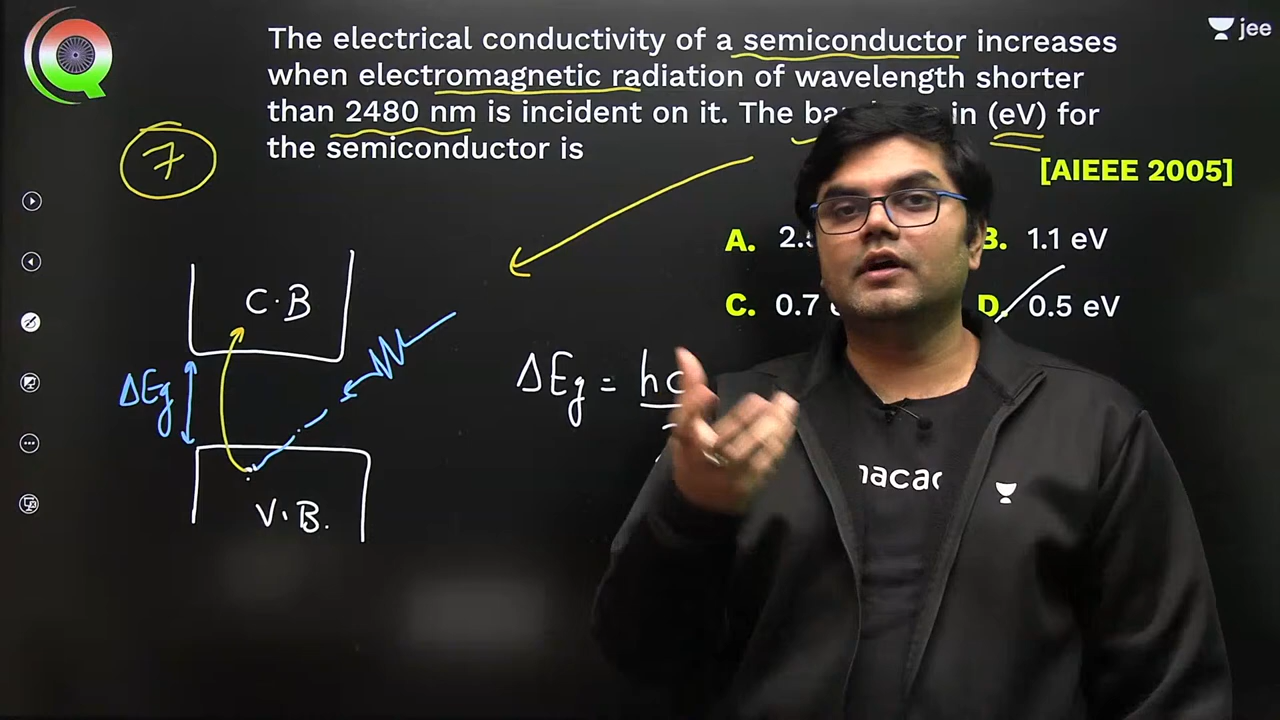 jee
The electrical conductivity of a semiconductor increases
when electromagnetic radiation of wavelength shorter
than 2480 nm is incident on it. The in (eV) for
the semiconductor is
7
[AIEEE 2005]
A. B. 1.1 eV
C. 0.7 D. 0.5 eV
C.B
ΔEg
ΔEg = hc
V.B.